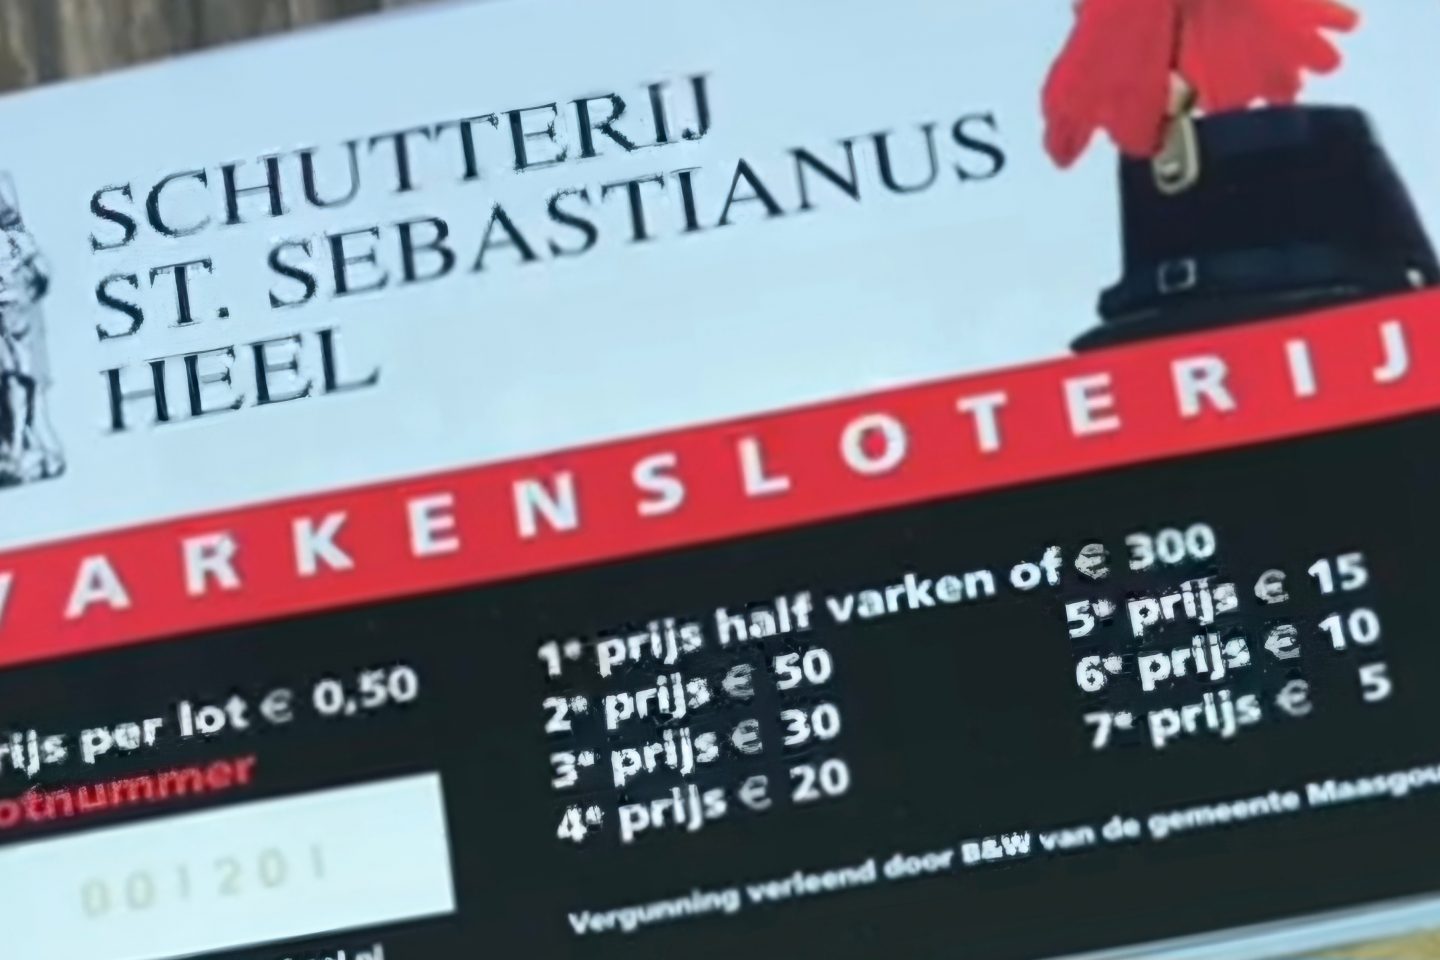 SCHUTTERIJ
ST. SEBASTIANUS
HEEL
VARKENSLOTERIJ
rijs per lot € 0,50
otnummer
001201
1e prijs half varken of € 300
2e prijs € 50
3e prijs € 30
4e prijs € 20
5e prijs € 15
6e prijs € 10
7e prijs € 5
Vergunning verleend door B&W van de gemeente Maasgou